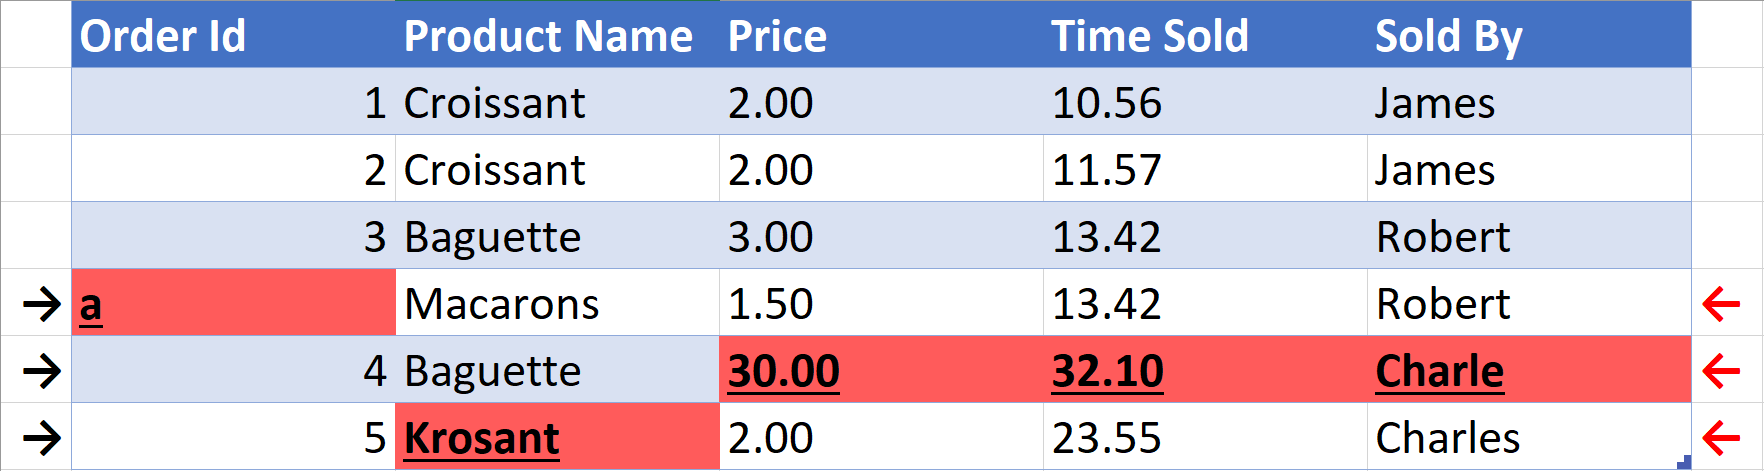 Order Id Product Name Price Time Sold Sold By
1 Croissant 2.00 10.56 James
2 Croissant 2.00 11.57 James
3 Baguette 3.00 13.42 Robert
→ a Macarons 1.50 13.42 Robert ←
→ 4 Baguette 30.00 32.10 Charle ←
→ 5 Krosant 2.00 23.55 Charles ←